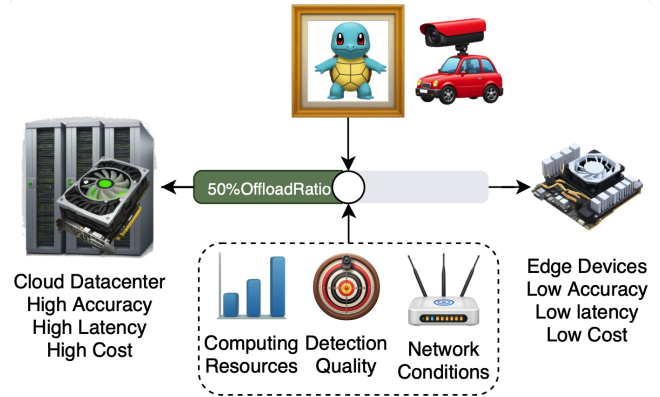 50%OffloadRatio
Cloud Datacenter
High Accuracy
High Latency
High Cost
Computing
Resources
Detection
Quality
Network
Conditions
Edge Devices
Low Accuracy
Low latency
Low Cost